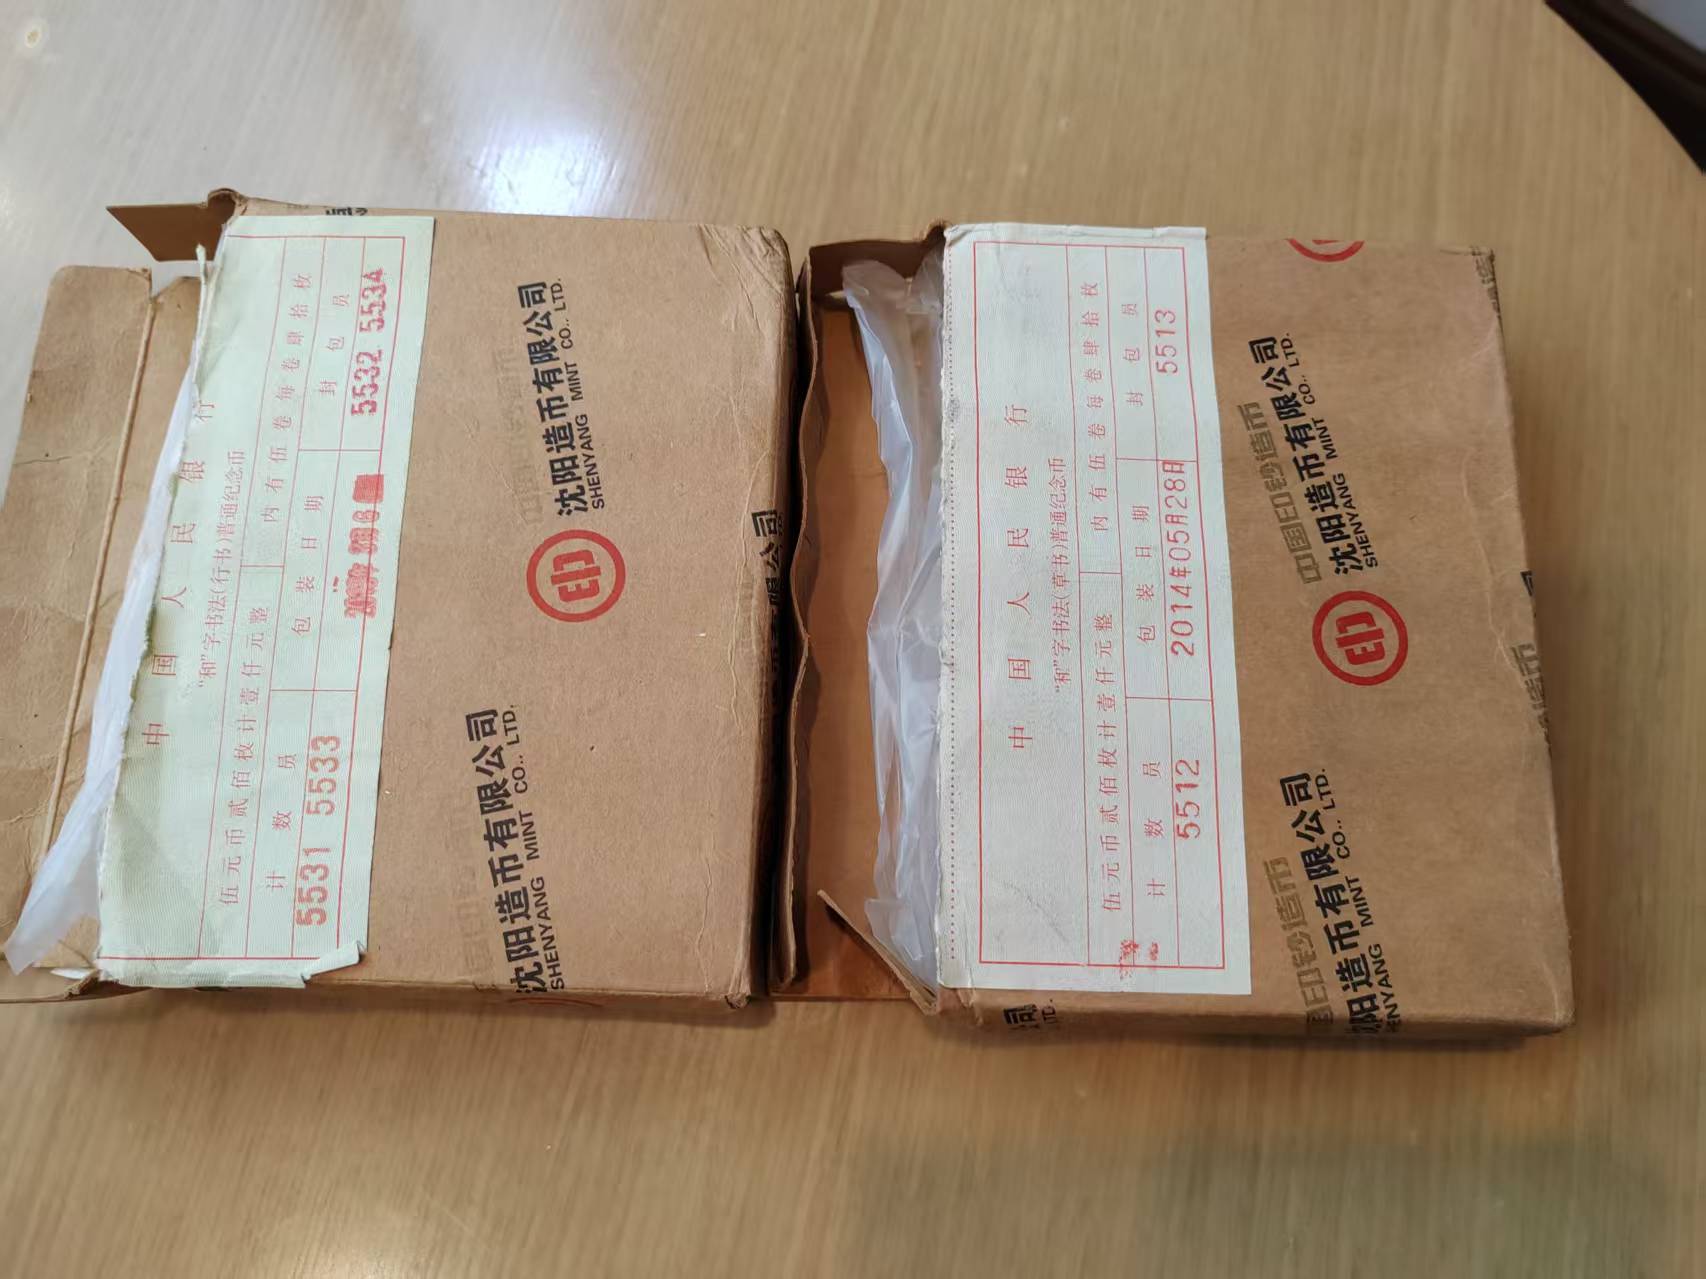 中国人民银行
“和”字书法(行书)普通纪念币
伍元币贰佰枚计壹仟元整 内有伍卷每卷肆拾枚
计数员 包装日期 封包员
5531 5533 5532 5534
沈阳造币有限公司
SHENYANG MINT CO., LTD.
沈阳造币有限公司
SHENYANG MINT CO., LTD.
中国人民银行
“和”字书法(草书)普通纪念币
伍元币贰佰枚计壹仟元整 内有伍卷每卷肆拾枚
计数员 包装日期 封包员
5512 2014年05月28日 5513
中国印钞造币
沈阳造币有限公司
SHENYANG MINT CO., LTD.
国印钞造币
沈阳造币有限公司
SHENYANG MINT CO., LTD.